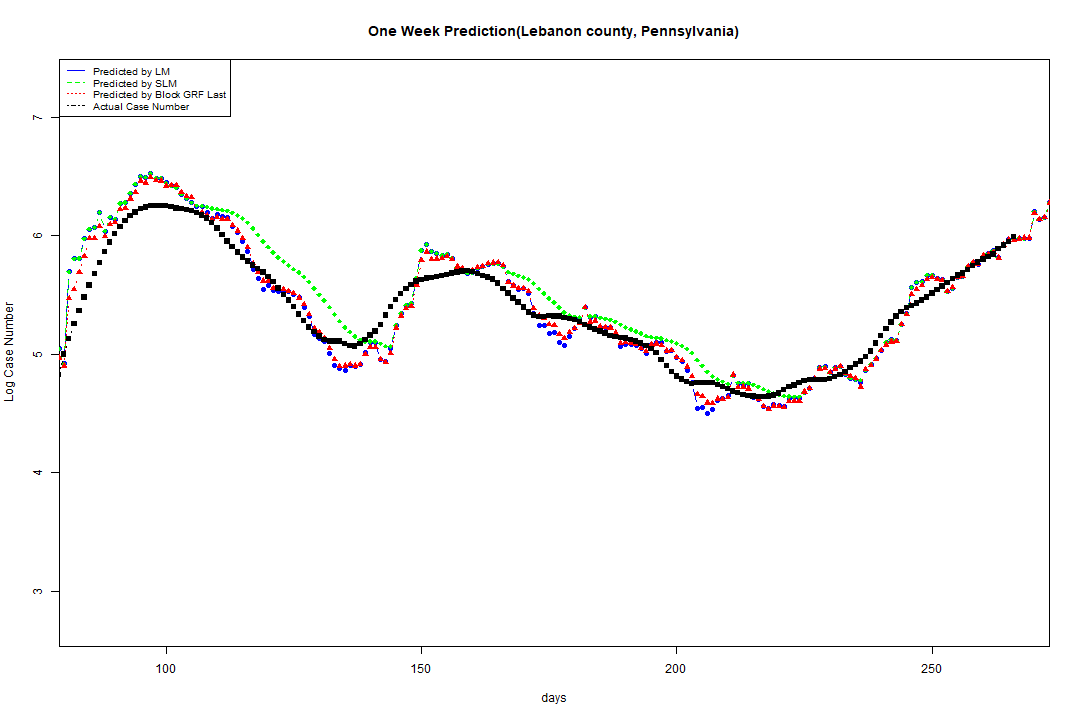 One Week Prediction(Lebanon county, Pennsylvania)
Predicted by LM
Predicted by SLM
Predicted by Block GRF Last
Actual Case Number
7
6
5
4
3
Log Case Number
100 150 200 250
days